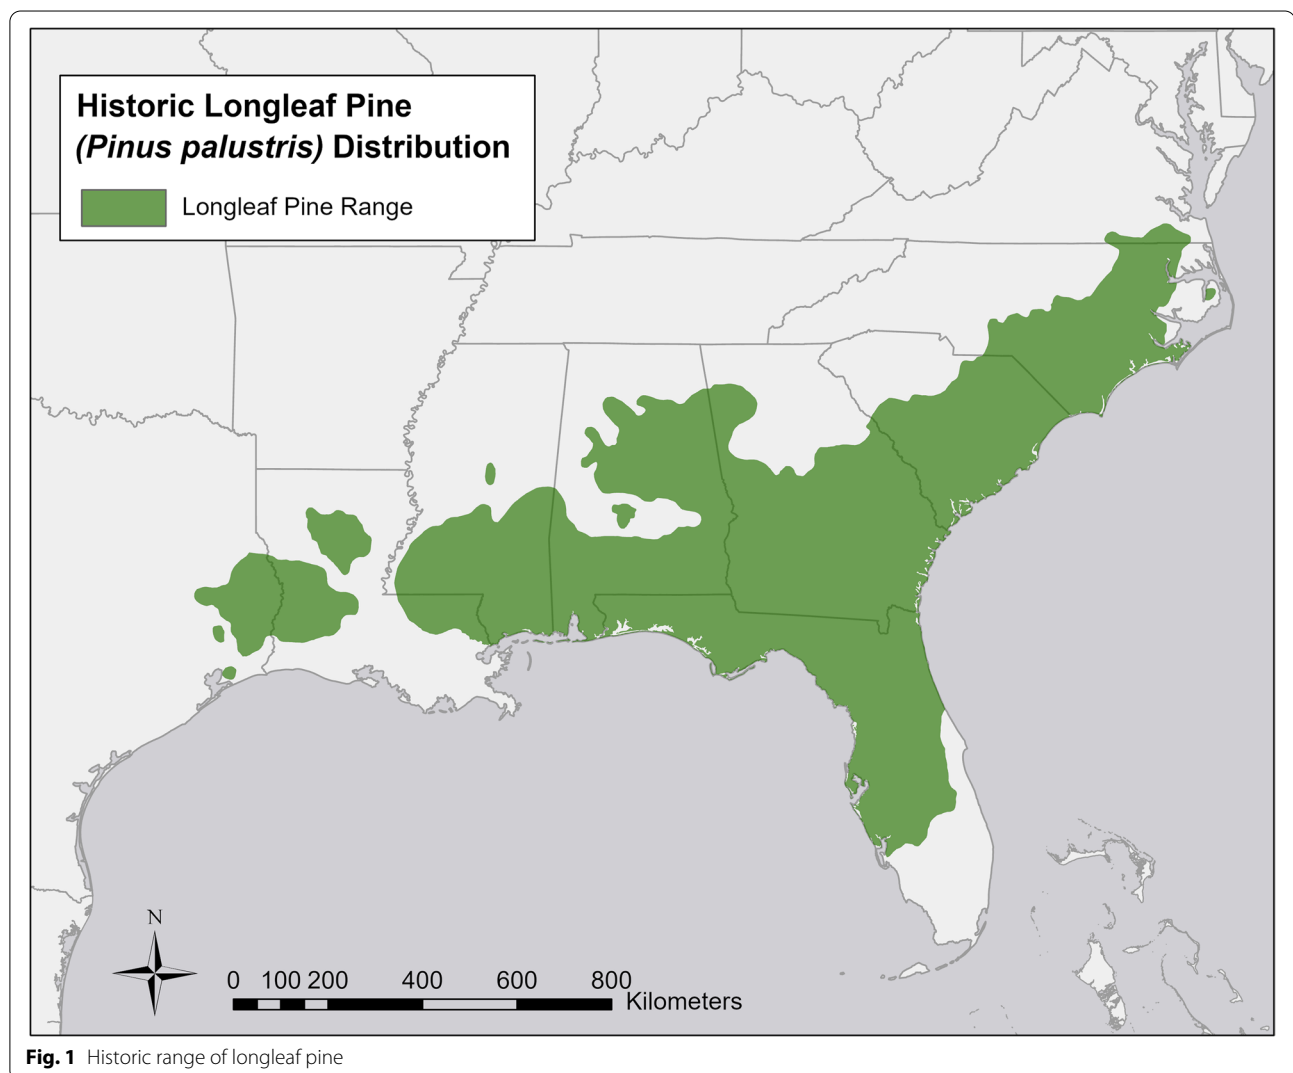 Historic Longleaf Pine
(Pinus palustris) Distribution
Longleaf Pine Range
N
0 100 200 400 600 800
Kilometers
Fig. 1 Historic range of longleaf pine